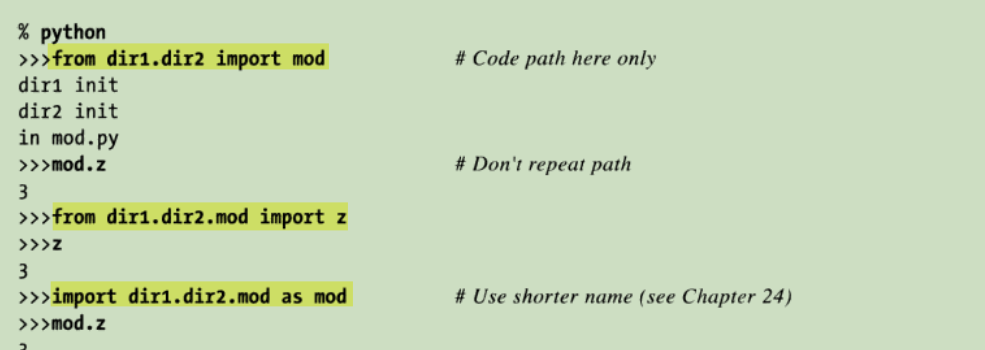 % python
>>>from dir1.dir2 import mod # Code path here only
dir1 init
dir2 init
in mod.py
>>>mod.z # Don't repeat path
3
>>>from dir1.dir2.mod import z
>>>z
3
>>>import dir1.dir2.mod as mod # Use shorter name (see Chapter 24)
>>>mod.z